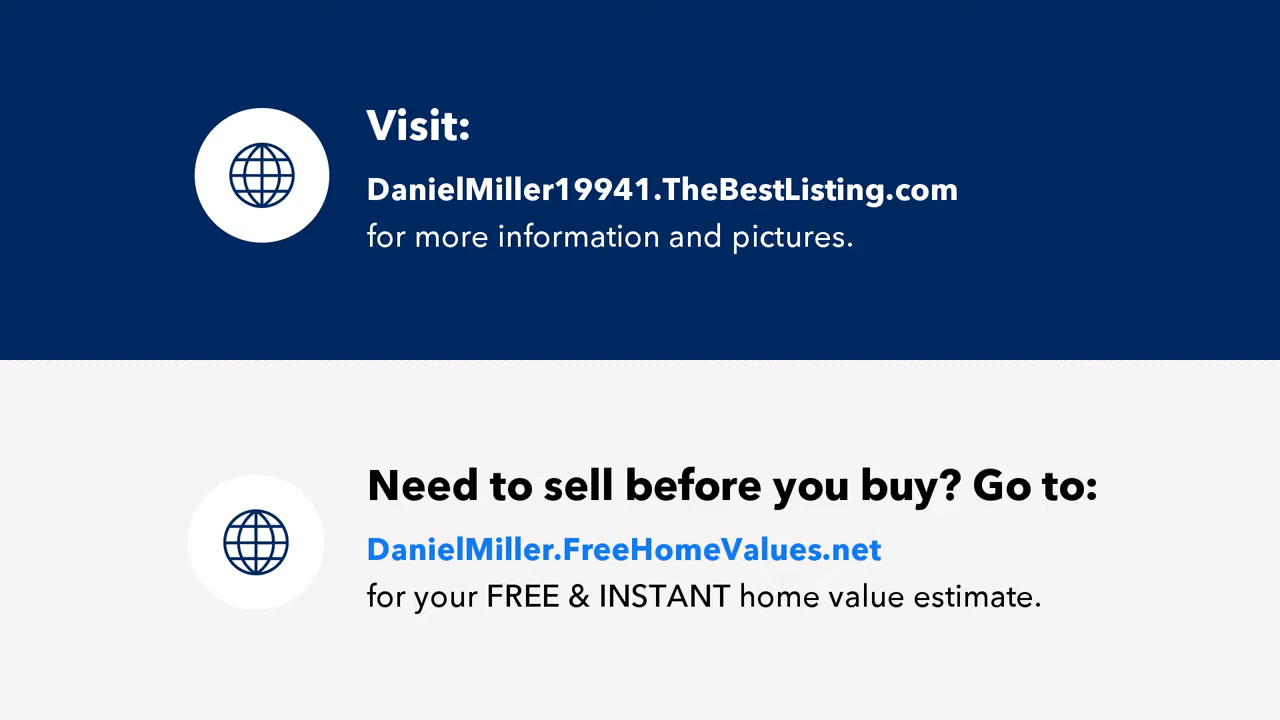 Visit:
DanielMiller19941.TheBestListing.com
for more information and pictures.
Need to sell before you buy? Go to:
DanielMiller.FreeHomeValues.net
for your FREE & INSTANT home value estimate.